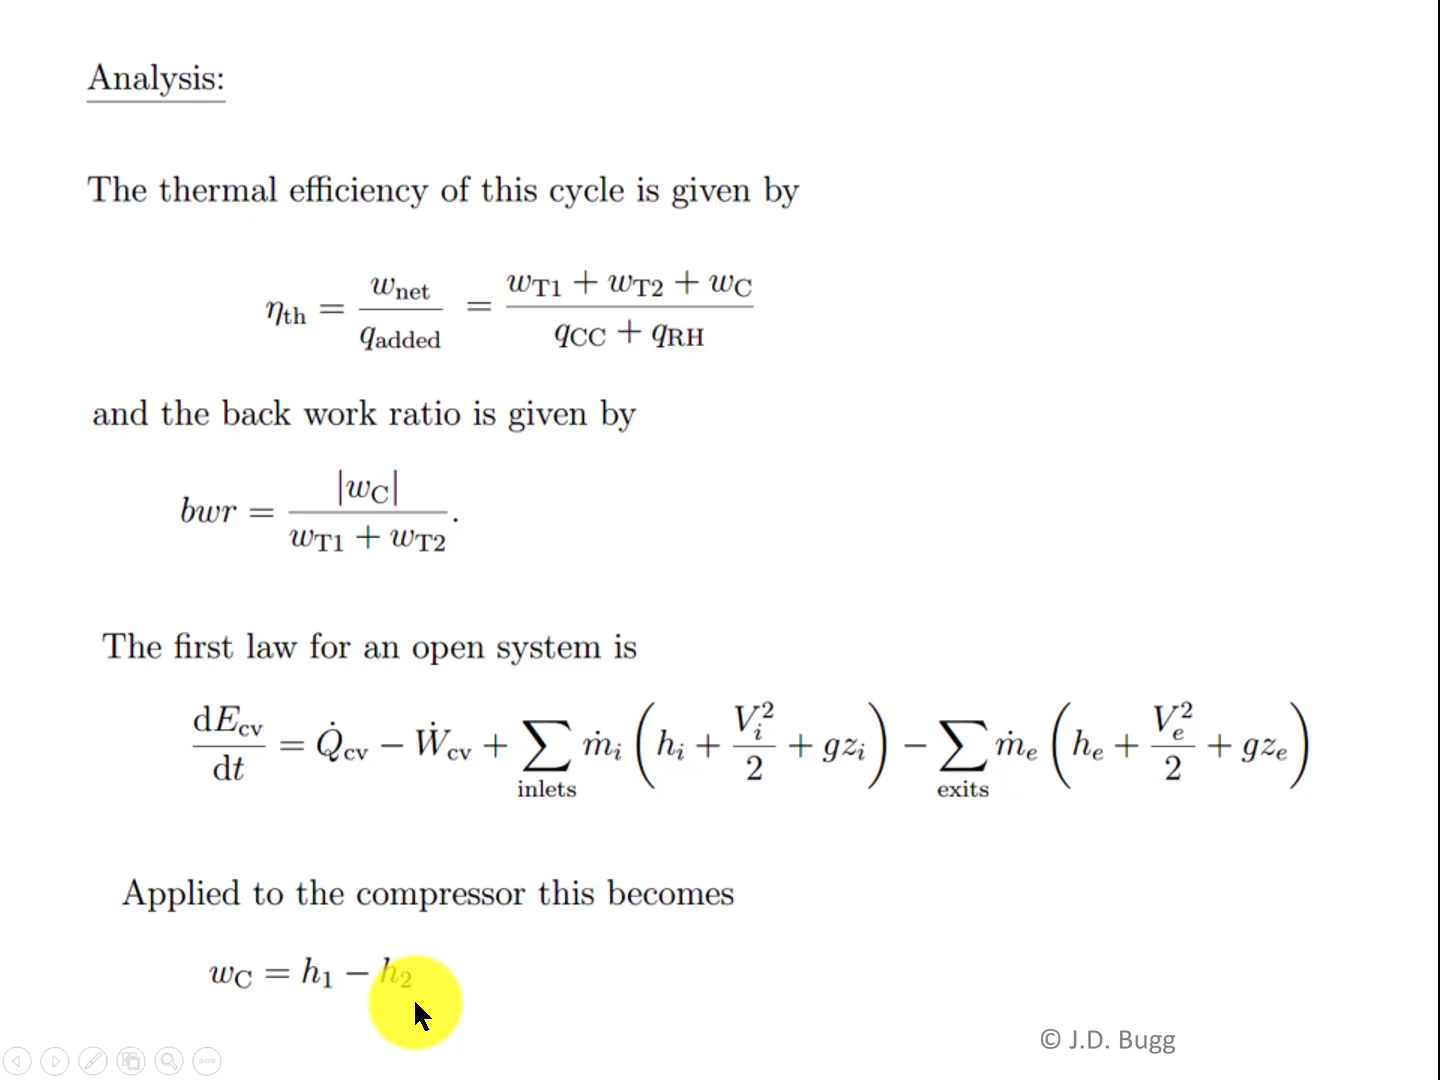 Analysis:
The thermal efficiency of this cycle is given by
η_th = w_net / q_added = (w_T1 + w_T2 + w_C) / (q_CC + q_RH)
and the back work ratio is given by
bwr = |w_C| / (w_T1 + w_T2).
The first law for an open system is
dE_cv/dt = Q̇_cv − Ẇ_cv + ∑_inlets ṁ_i (h_i + V_i²/2 + gz_i) − ∑_exits ṁ_e (h_e + V_e²/2 + gz_e)
Applied to the compressor this becomes
w_C = h_1 − h_2
© J.D. Bugg